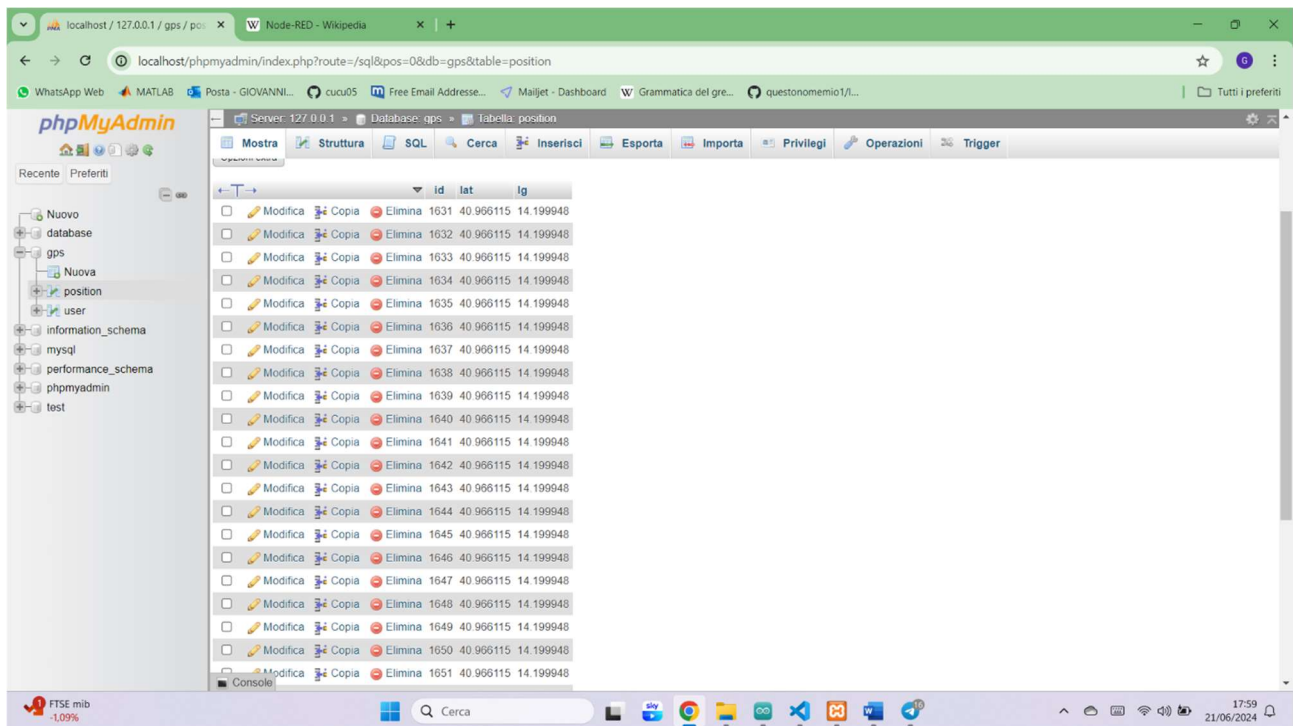 localhost / 127.0.0.1 / gps / pos
Node-RED - Wikipedia
localhost/phpmyadmin/index.php?route=/sql&pos=0&db=gps&table=position
G
WhatsApp Web
MATLAB
Posta - GIOVANNI...
cucu05
Free Email Addresse...
Mailjet - Dashboard
Grammatica del gre...
questonomemio1/l...
Tutti i preferiti
phpMyAdmin
Recente Preferiti
Nuovo
database
gps
Nuova
position
user
information_schema
mysql
performance_schema
phpmyadmin
test
Server: 127.0.0.1 » Database: gps » Tabella: position
Mostra Struttura SQL Cerca Inserisci Esporta Importa Privilegi Operazioni Trigger
Opzioni extra
id lat lg
Modifica Copia Elimina 1631 40.966115 14.199948
Modifica Copia Elimina 1632 40.966115 14.199948
Modifica Copia Elimina 1633 40.966115 14.199948
Modifica Copia Elimina 1634 40.966115 14.199948
Modifica Copia Elimina 1635 40.966115 14.199948
Modifica Copia Elimina 1636 40.966115 14.199948
Modifica Copia Elimina 1637 40.966115 14.199948
Modifica Copia Elimina 1638 40.966115 14.199948
Modifica Copia Elimina 1639 40.966115 14.199948
Modifica Copia Elimina 1640 40.966115 14.199948
Modifica Copia Elimina 1641 40.966115 14.199948
Modifica Copia Elimina 1642 40.966115 14.199948
Modifica Copia Elimina 1643 40.966115 14.199948
Modifica Copia Elimina 1644 40.966115 14.199948
Modifica Copia Elimina 1645 40.966115 14.199948
Modifica Copia Elimina 1646 40.966115 14.199948
Modifica Copia Elimina 1647 40.966115 14.199948
Modifica Copia Elimina 1648 40.966115 14.199948
Modifica Copia Elimina 1649 40.966115 14.199948
Modifica Copia Elimina 1650 40.966115 14.199948
Modifica Copia Elimina 1651 40.966115 14.199948
Console
1
FTSE mib
-1,09%
Cerca
sky
16
17:59
21/06/2024